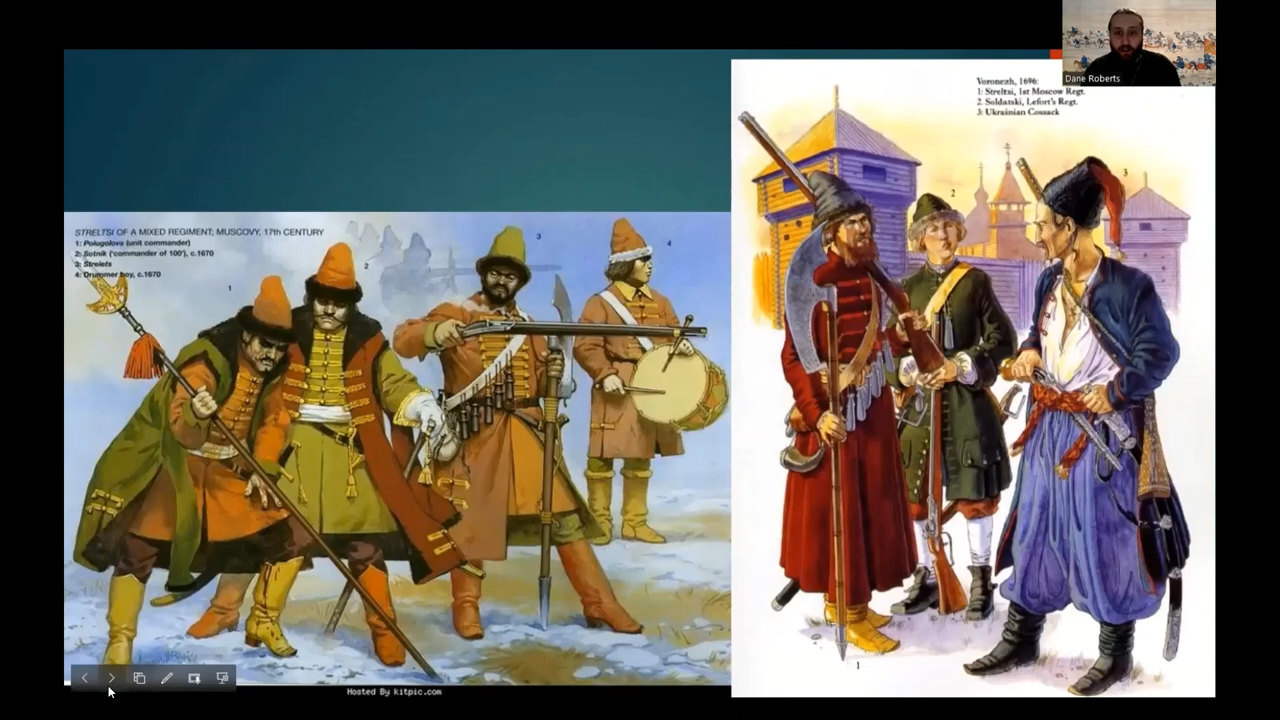 Dane Roberts
STRELTSI OF A MIXED REGIMENT; MUSCOVY, 17th CENTURY
1: Polugolova (unit commander)
2: Sotnik ('commander of 100'), c.1670
3: Strelets
4: Drummer boy, c.1670
1
2
3
4
Hosted By kitpic.com
Voronezh, 1696:
1: Streltsi, 1st Moscow Regt.
2. Soldatski, Lefort's Regt.
3: Ukrainian Cossack
2
3
1